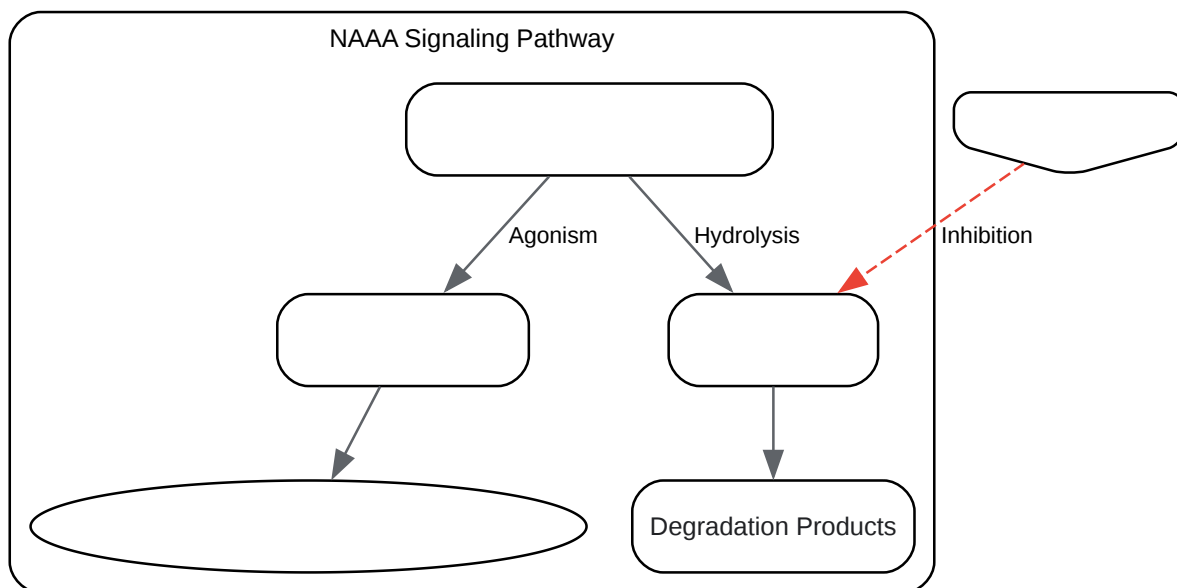 NAAA Signaling Pathway
Agonism
Hydrolysis
Inhibition
Degradation Products